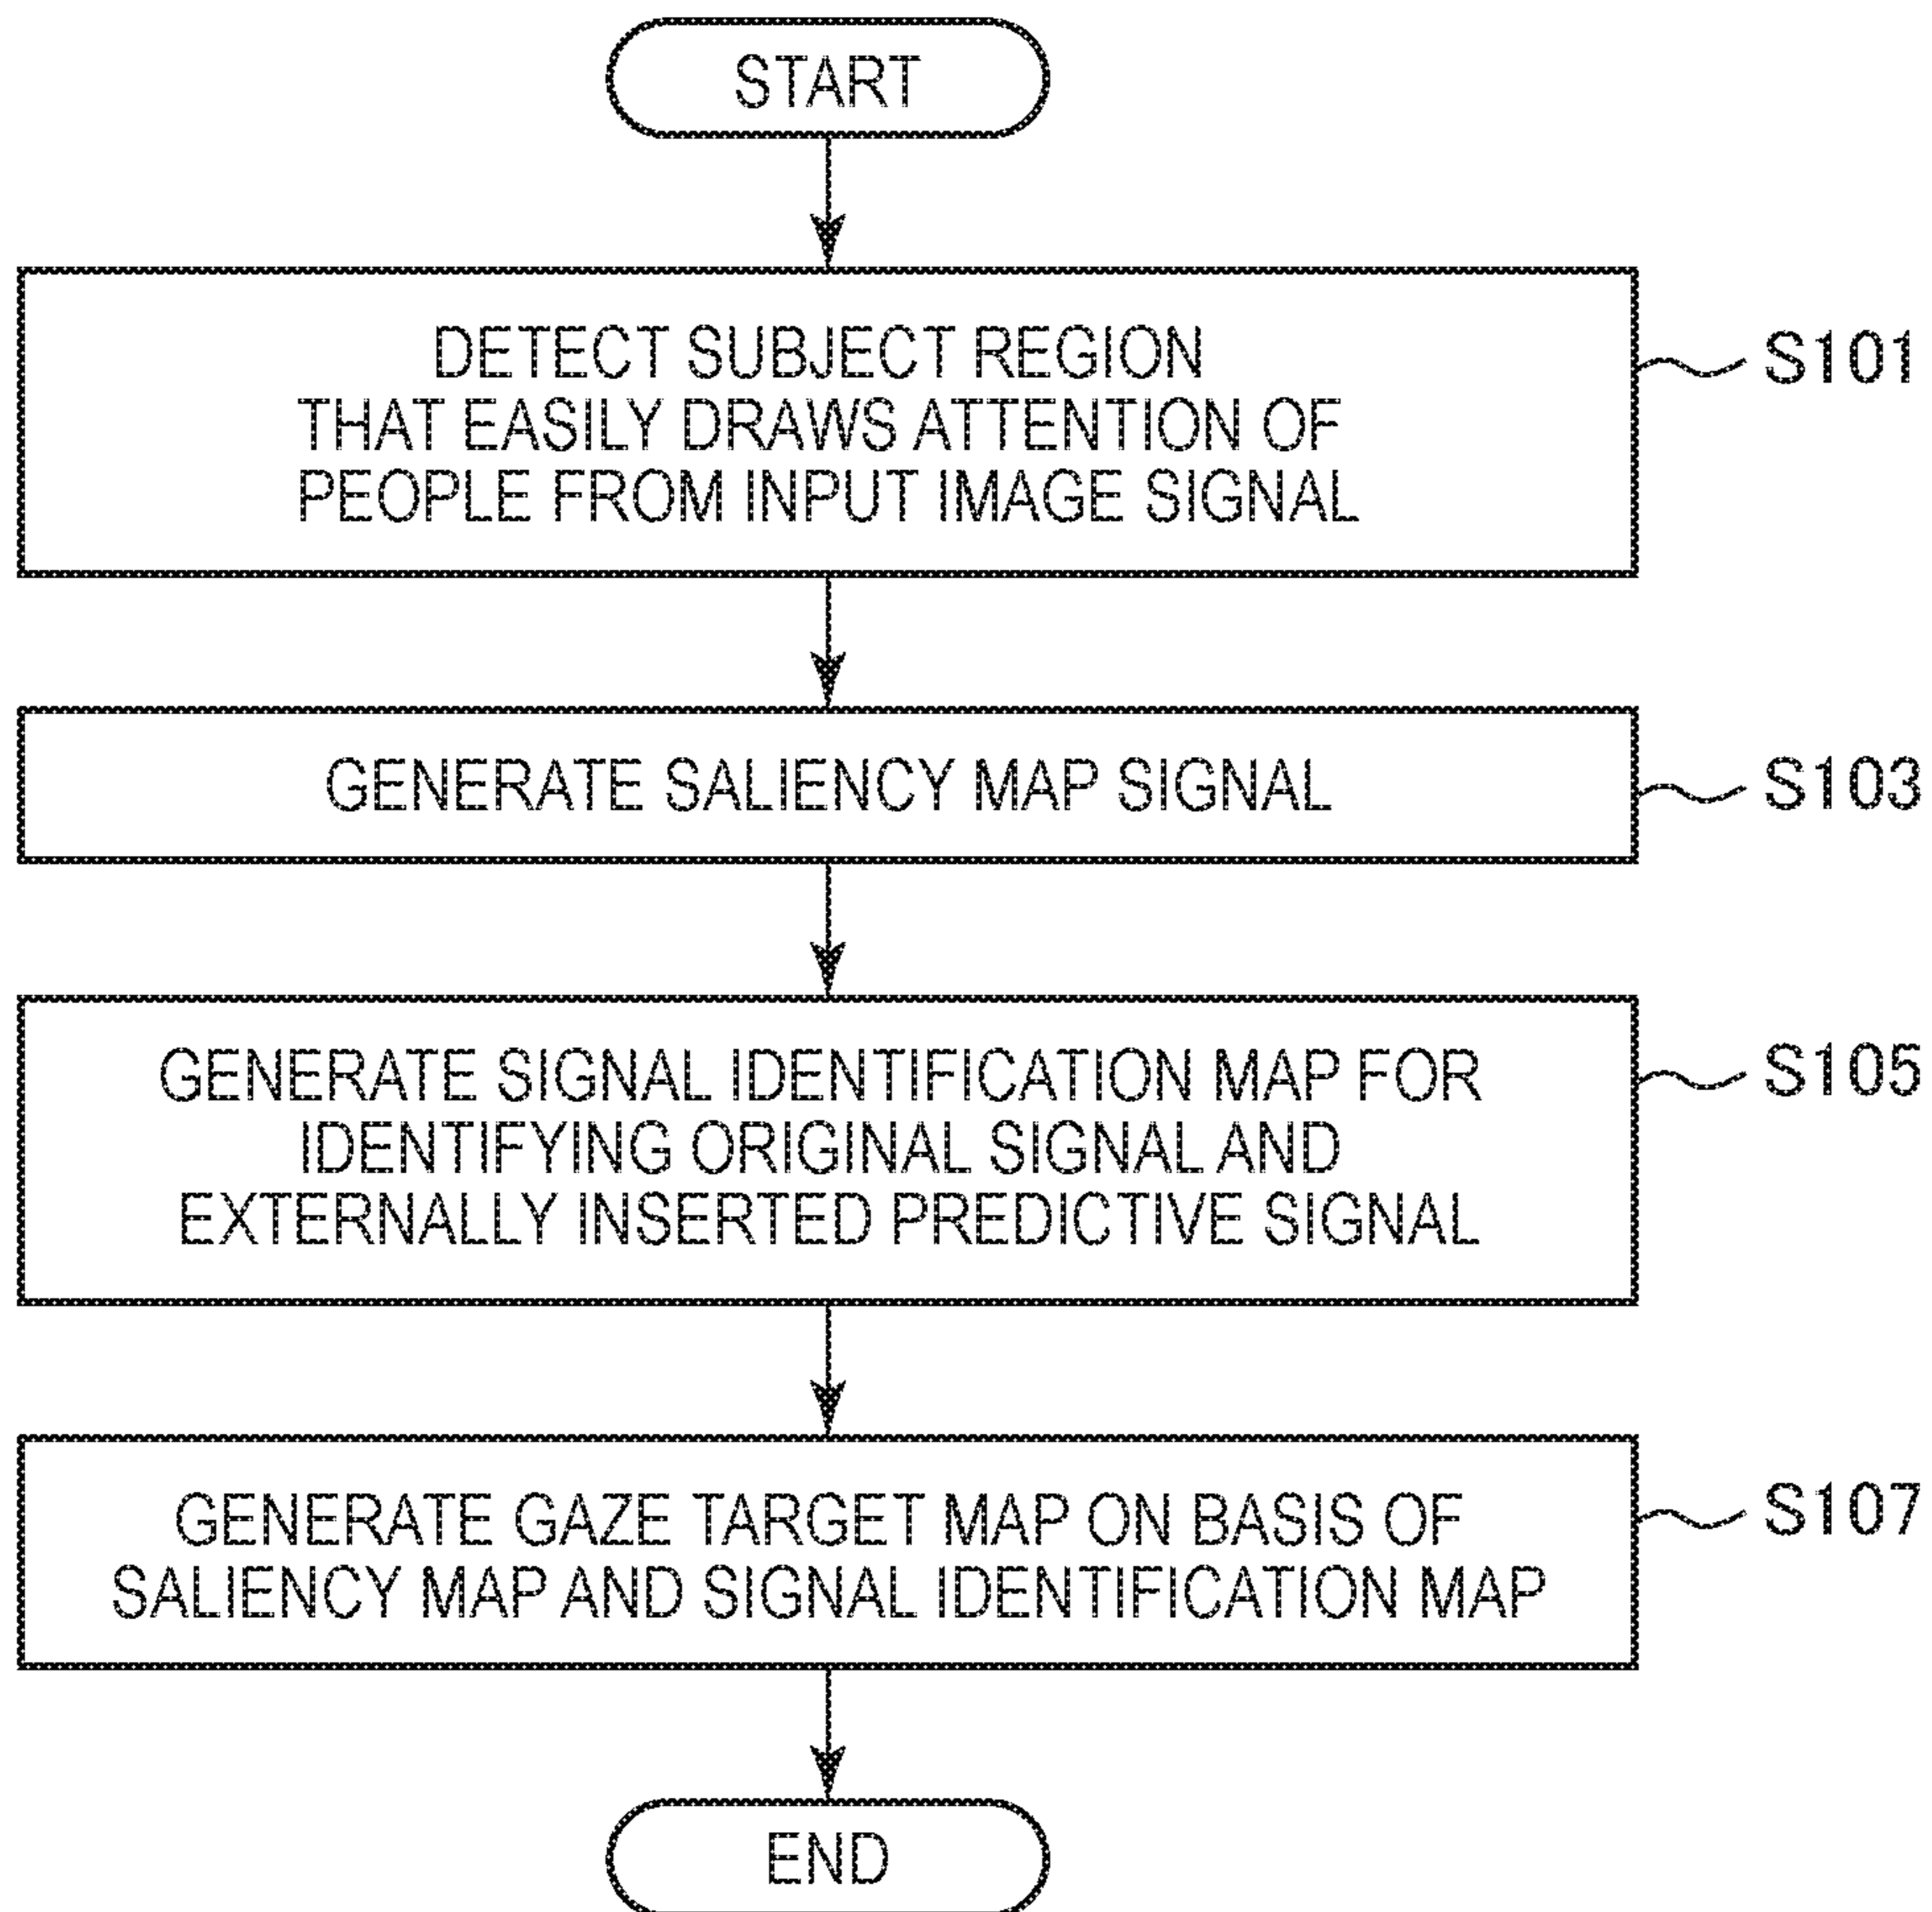 START
DETECT SUBJECT REGION
THAT EASILY DRAWS ATTENTION OF
PEOPLE FROM INPUT IMAGE SIGNAL
S101
GENERATE SALIENCY MAP SIGNAL
S103
GENERATE SIGNAL IDENTIFICATION MAP FOR
IDENTIFYING ORIGINAL SIGNAL AND
EXTERNALLY INSERTED PREDICTIVE SIGNAL
S105
GENERATE GAZE TARGET MAP ON BASIS OF
SALIENCY MAP AND SIGNAL IDENTIFICATION MAP
S107
END